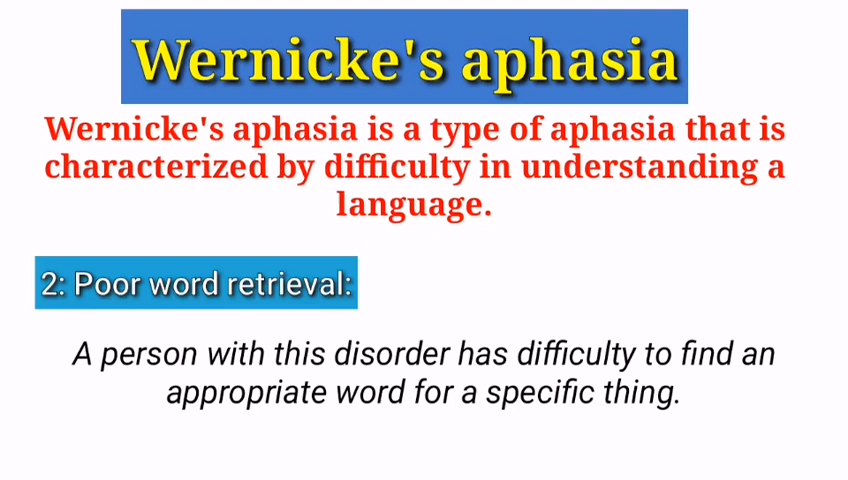 Wernicke's aphasia
Wernicke's aphasia is a type of aphasia that is
characterized by difficulty in understanding a
language.
2: Poor word retrieval:
A person with this disorder has difficulty to find an
appropriate word for a specific thing.